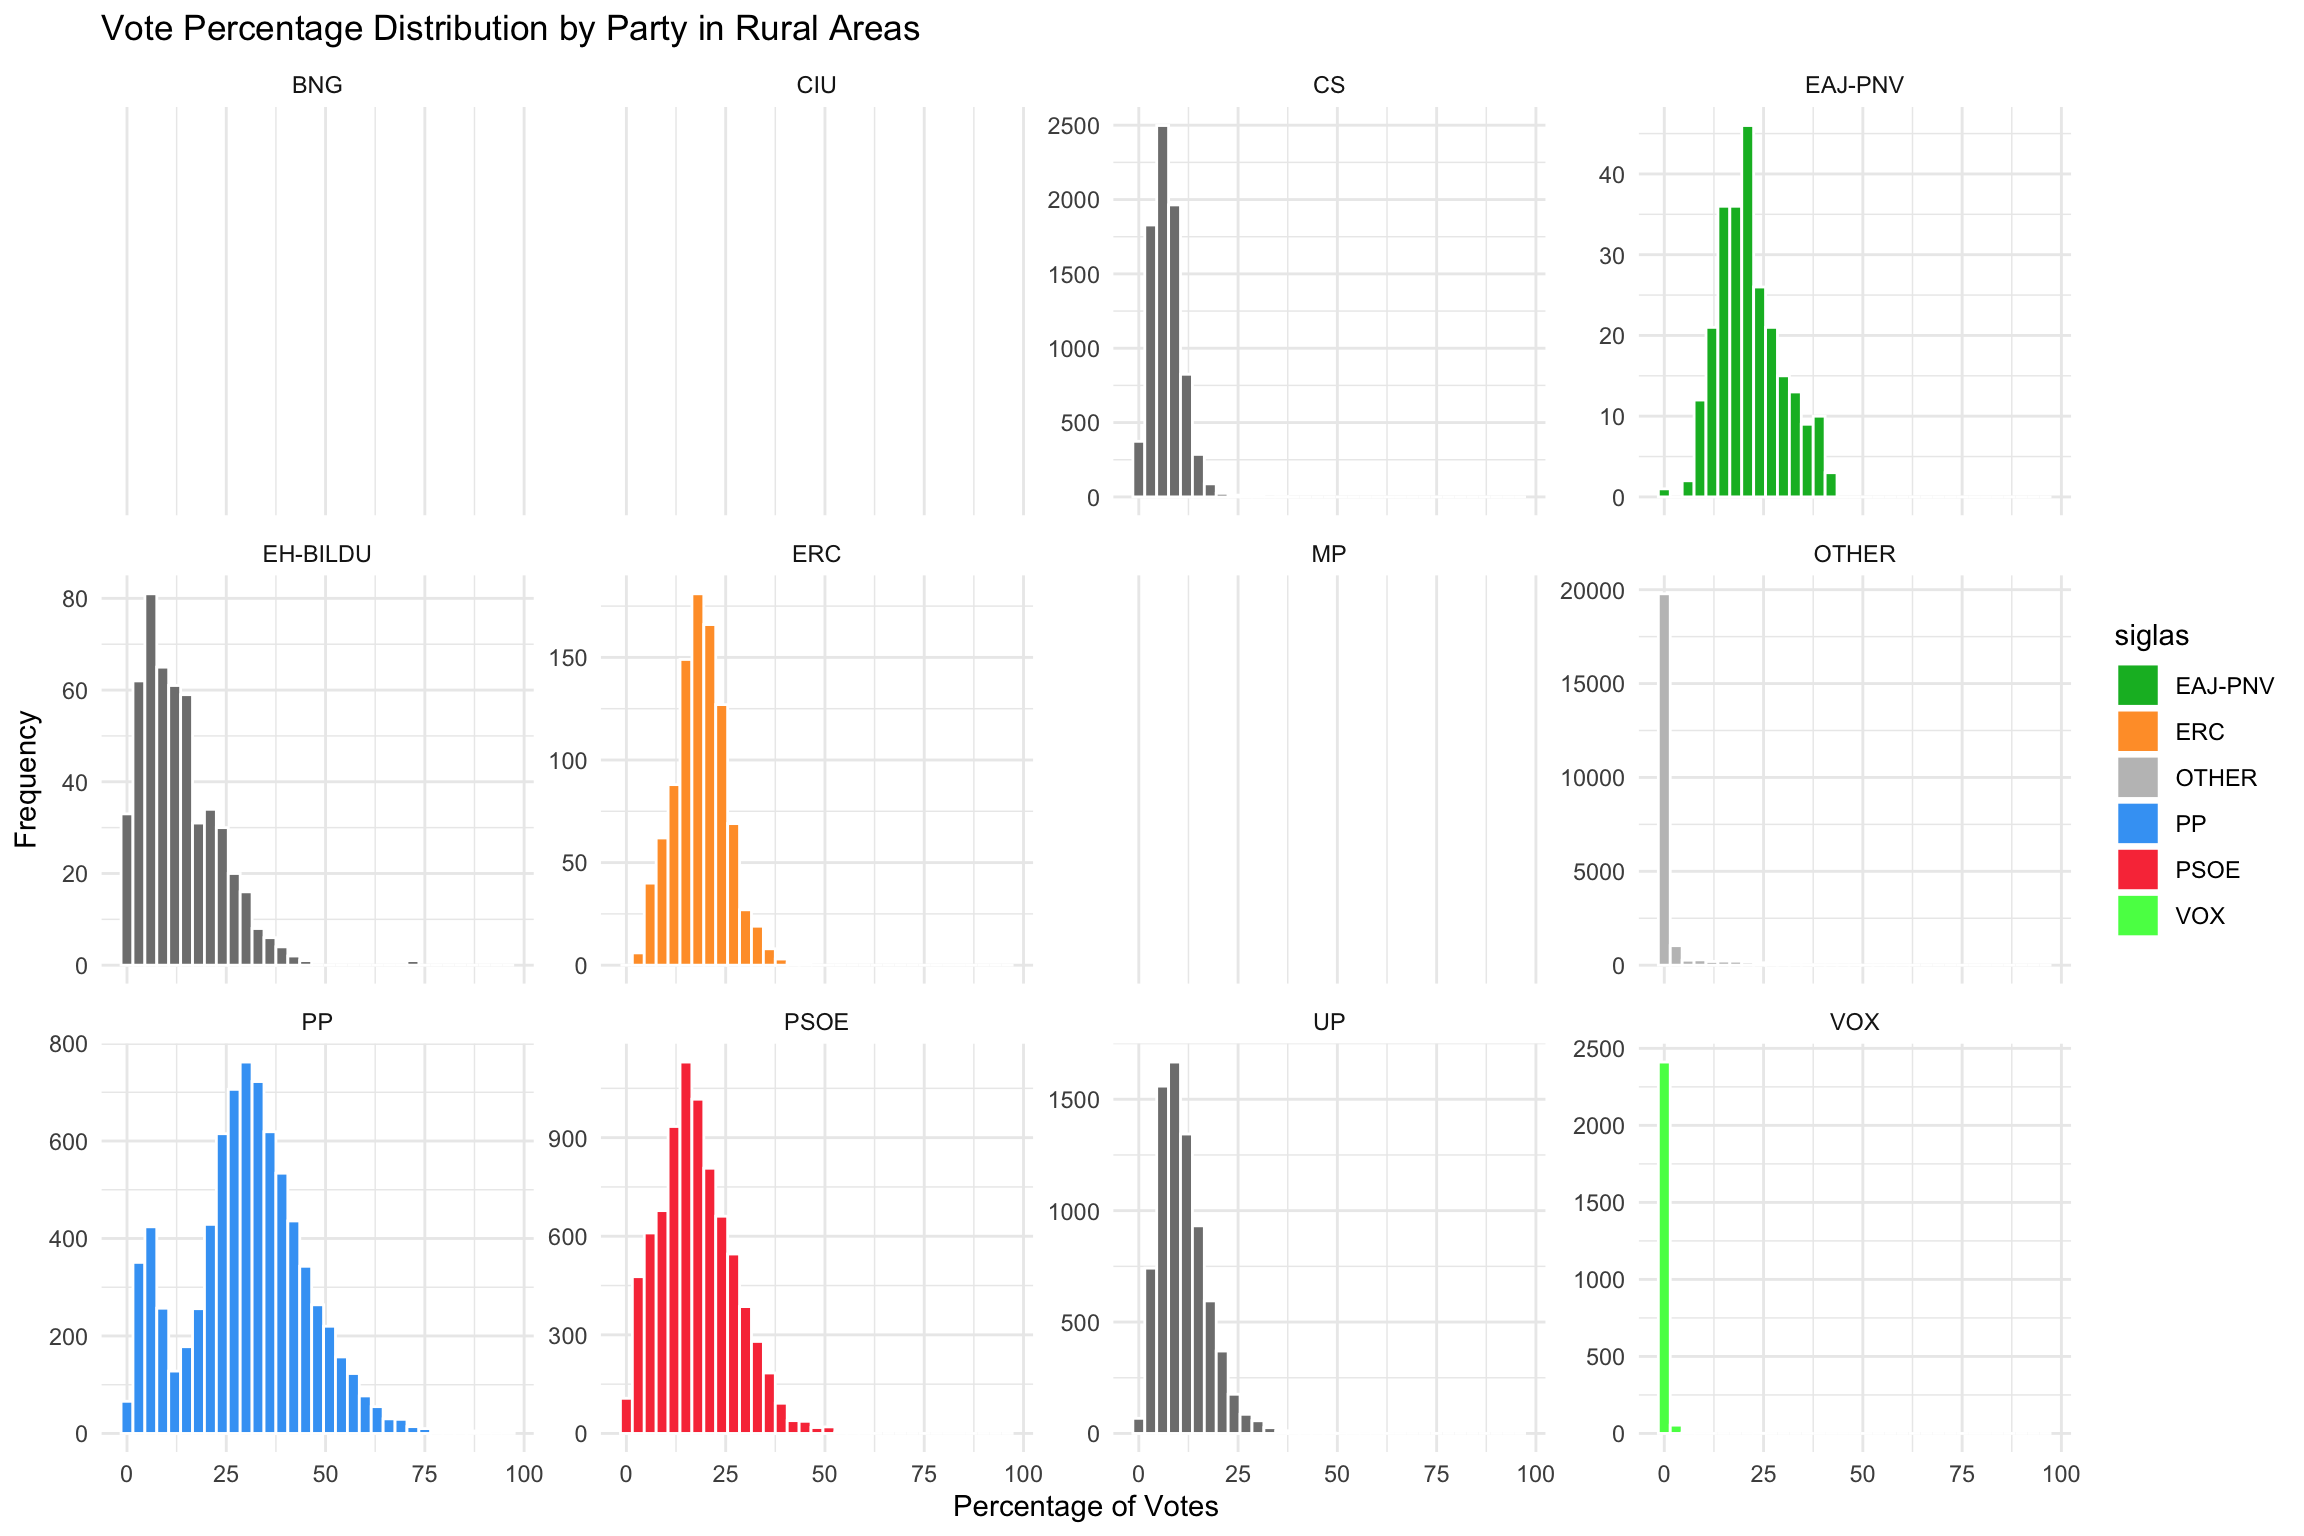 Vote Percentage Distribution by Party in Rural Areas
BNG
CIU
CS
EAJ-PNV
2500
2000
1500
1000
500
0
40
30
20
10
0
EH-BILDU
ERC
MP
OTHER
80
60
40
20
0
150
100
50
0
20000
15000
10000
5000
0
PP
PSOE
UP
VOX
800
600
400
200
0
900
600
300
0
1500
1000
500
0
2500
2000
1500
1000
500
0
0 25 50 75 100
0 25 50 75 100
0 25 50 75 100
0 25 50 75 100
Frequency
Percentage of Votes
siglas
EAJ-PNV
ERC
OTHER
PP
PSOE
VOX